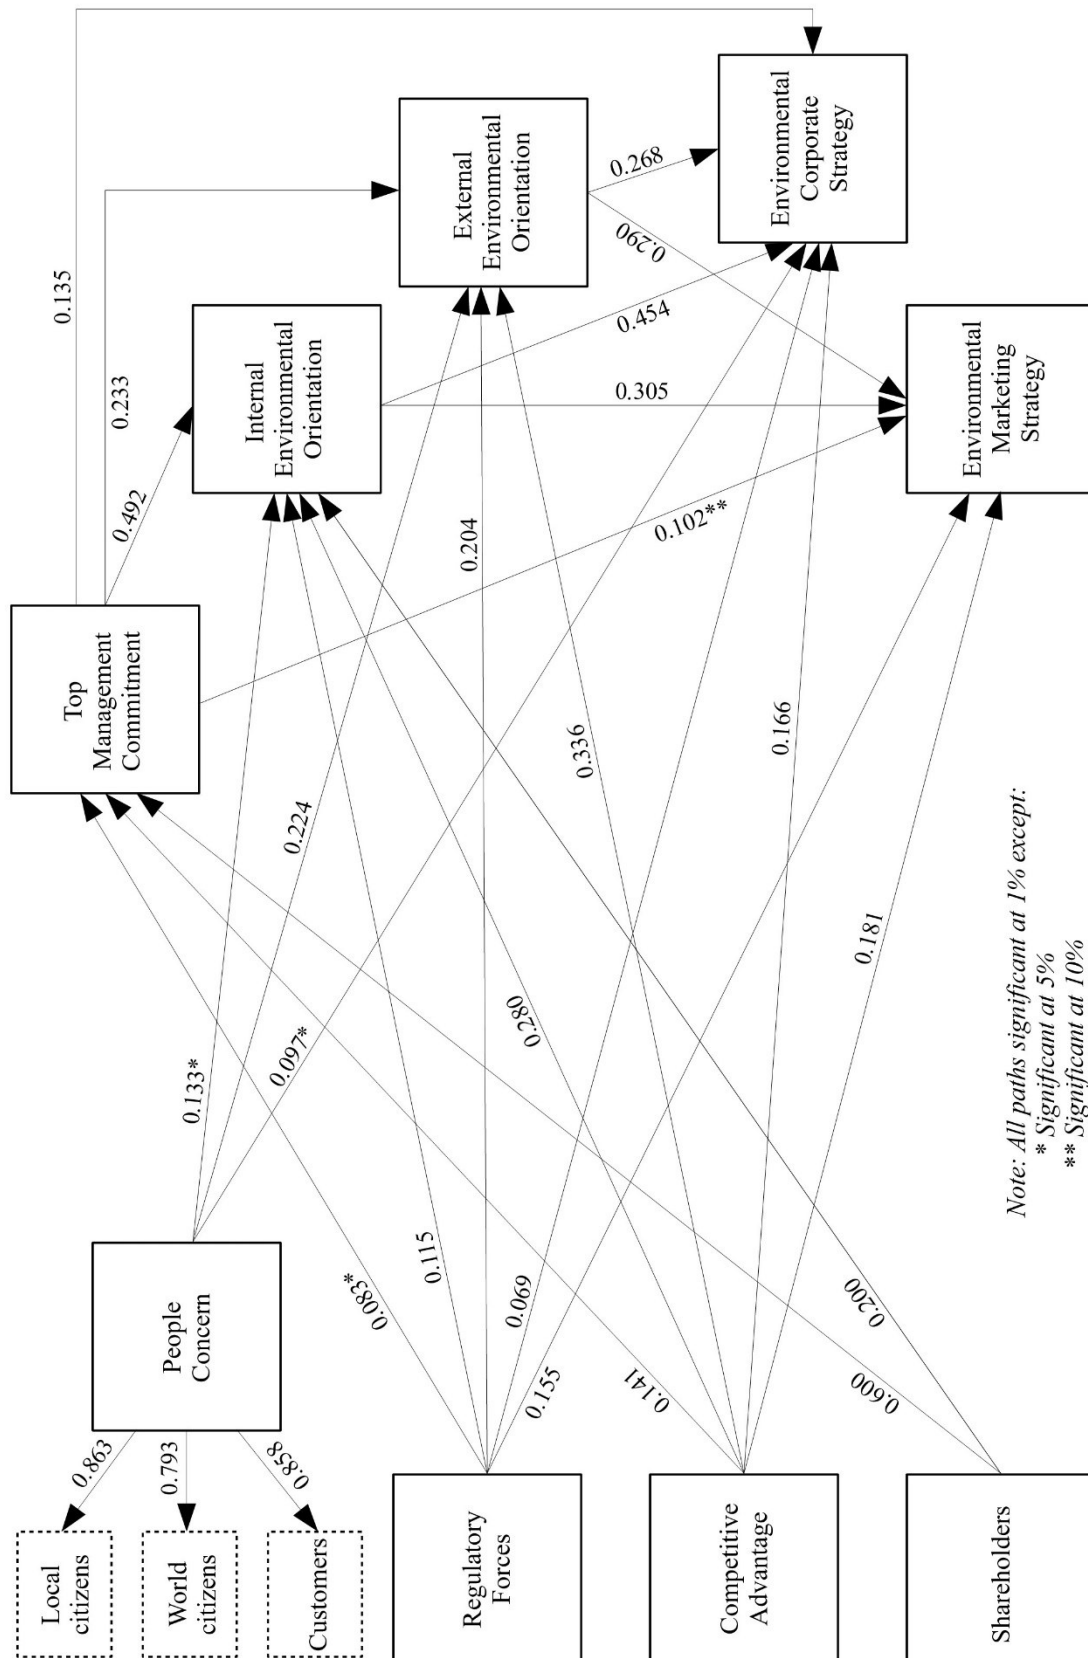 Local
citizens
World
citizens
Customers
0.863
0.793
0.858
People
Concern
Regulatory
Forces
Competitive
Advantage
Shareholders
0.133*
0.224
0.097*
0.083*
0.115
0.204
0.069
0.155
0.141
0.280
0.336
0.166
0.181
0.600
0.200
Top
Management
Commitment
0.135
0.233
0.492
0.102**
Internal
Environmental
Orientation
0.454
0.305
External
Environmental
Orientation
0.268
0.290
Environmental
Corporate
Strategy
Environmental
Marketing
Strategy
Note: All paths significant at 1% except:
* Significant at 5%
** Significant at 10%